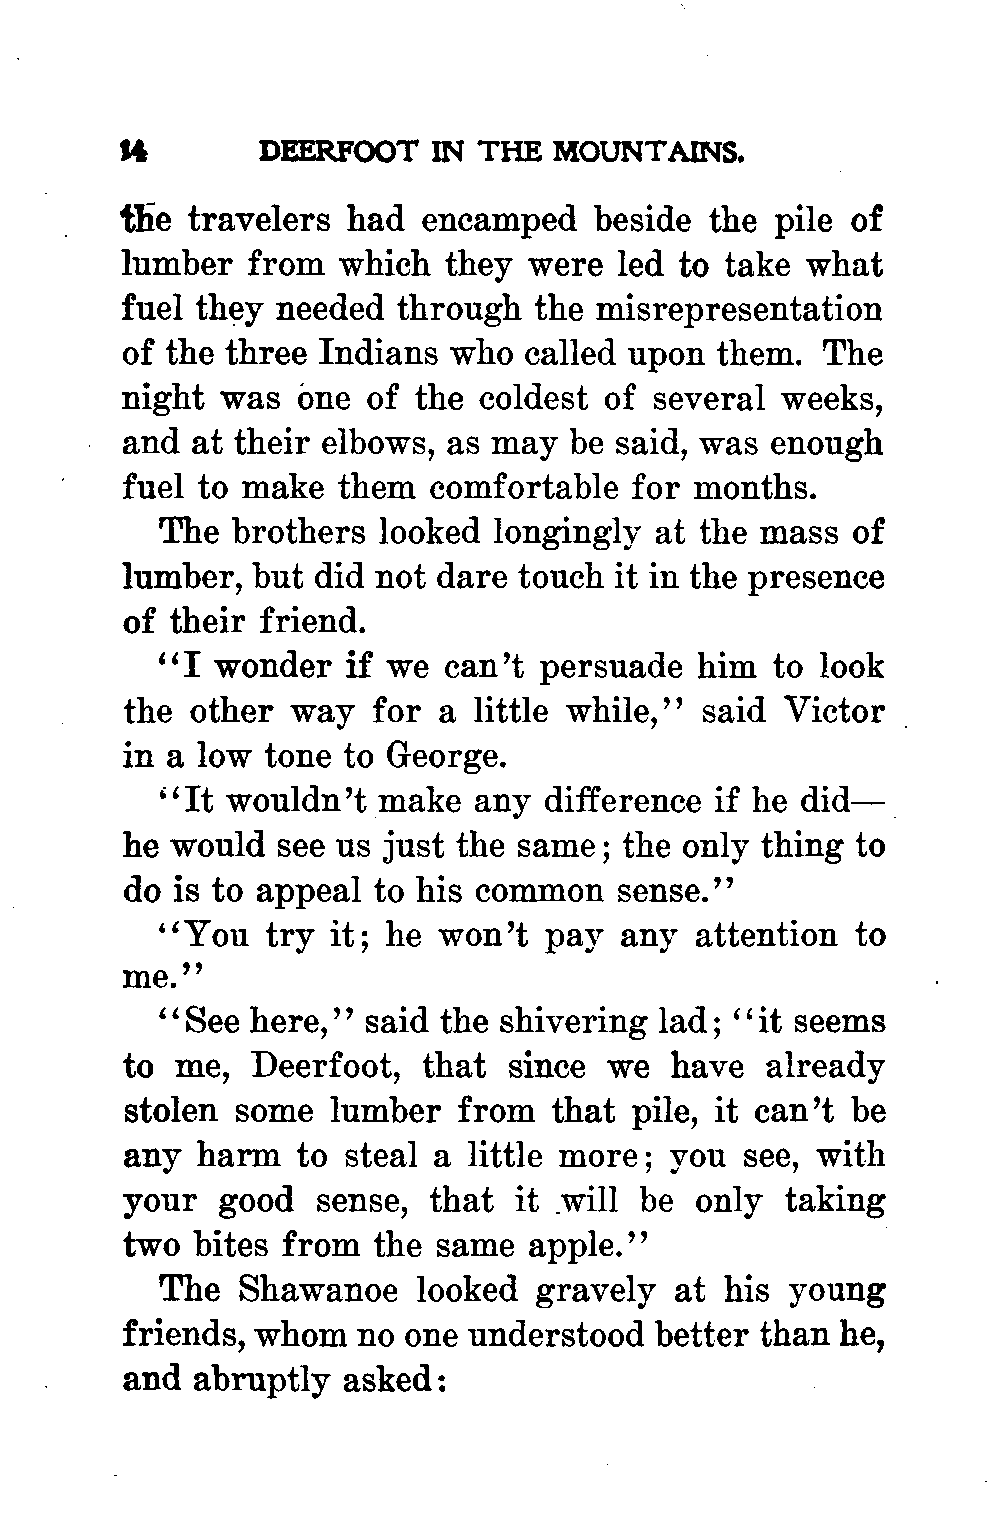 14 DEERFOOT IN THE MOUNTAINS.
the travelers had encamped beside the pile of
lumber from which they were led to take what
fuel they needed through the misrepresentation
of the three Indians who called upon them. The
night was one of the coldest of several weeks,
and at their elbows, as may be said, was enough
fuel to make them comfortable for months.
The brothers looked longingly at the mass of
lumber, but did not dare touch it in the presence
of their friend.
“I wonder if we can’t persuade him to look
the other way for a little while,” said Victor
in a low tone to George.
“It wouldn’t make any difference if he did—
he would see us just the same; the only thing to
do is to appeal to his common sense.”
“You try it; he won’t pay any attention to
me.”
“See here,” said the shivering lad; “it seems
to me, Deerfoot, that since we have already
stolen some lumber from that pile, it can’t be
any harm to steal a little more; you see, with
your good sense, that it will be only taking
two bites from the same apple.”
The Shawanoe looked gravely at his young
friends, whom no one understood better than he,
and abruptly asked: